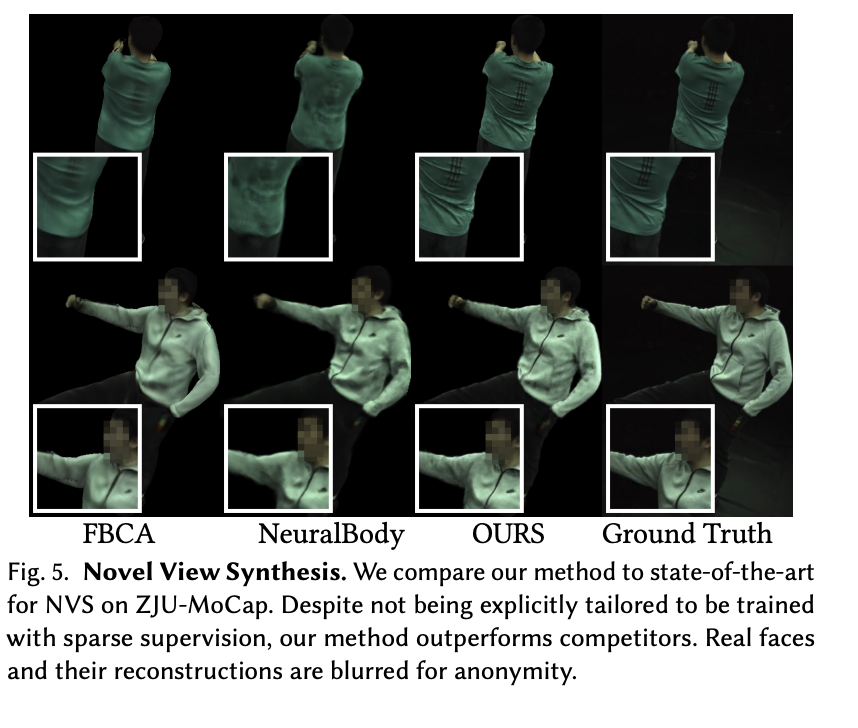 FBCA NeuralBody OURS Ground Truth
Fig. 5. Novel View Synthesis. We compare our method to state-of-the-art
for NVS on ZJU-MoCap. Despite not being explicitly tailored to be trained
with sparse supervision, our method outperforms competitors. Real faces
and their reconstructions are blurred for anonymity.